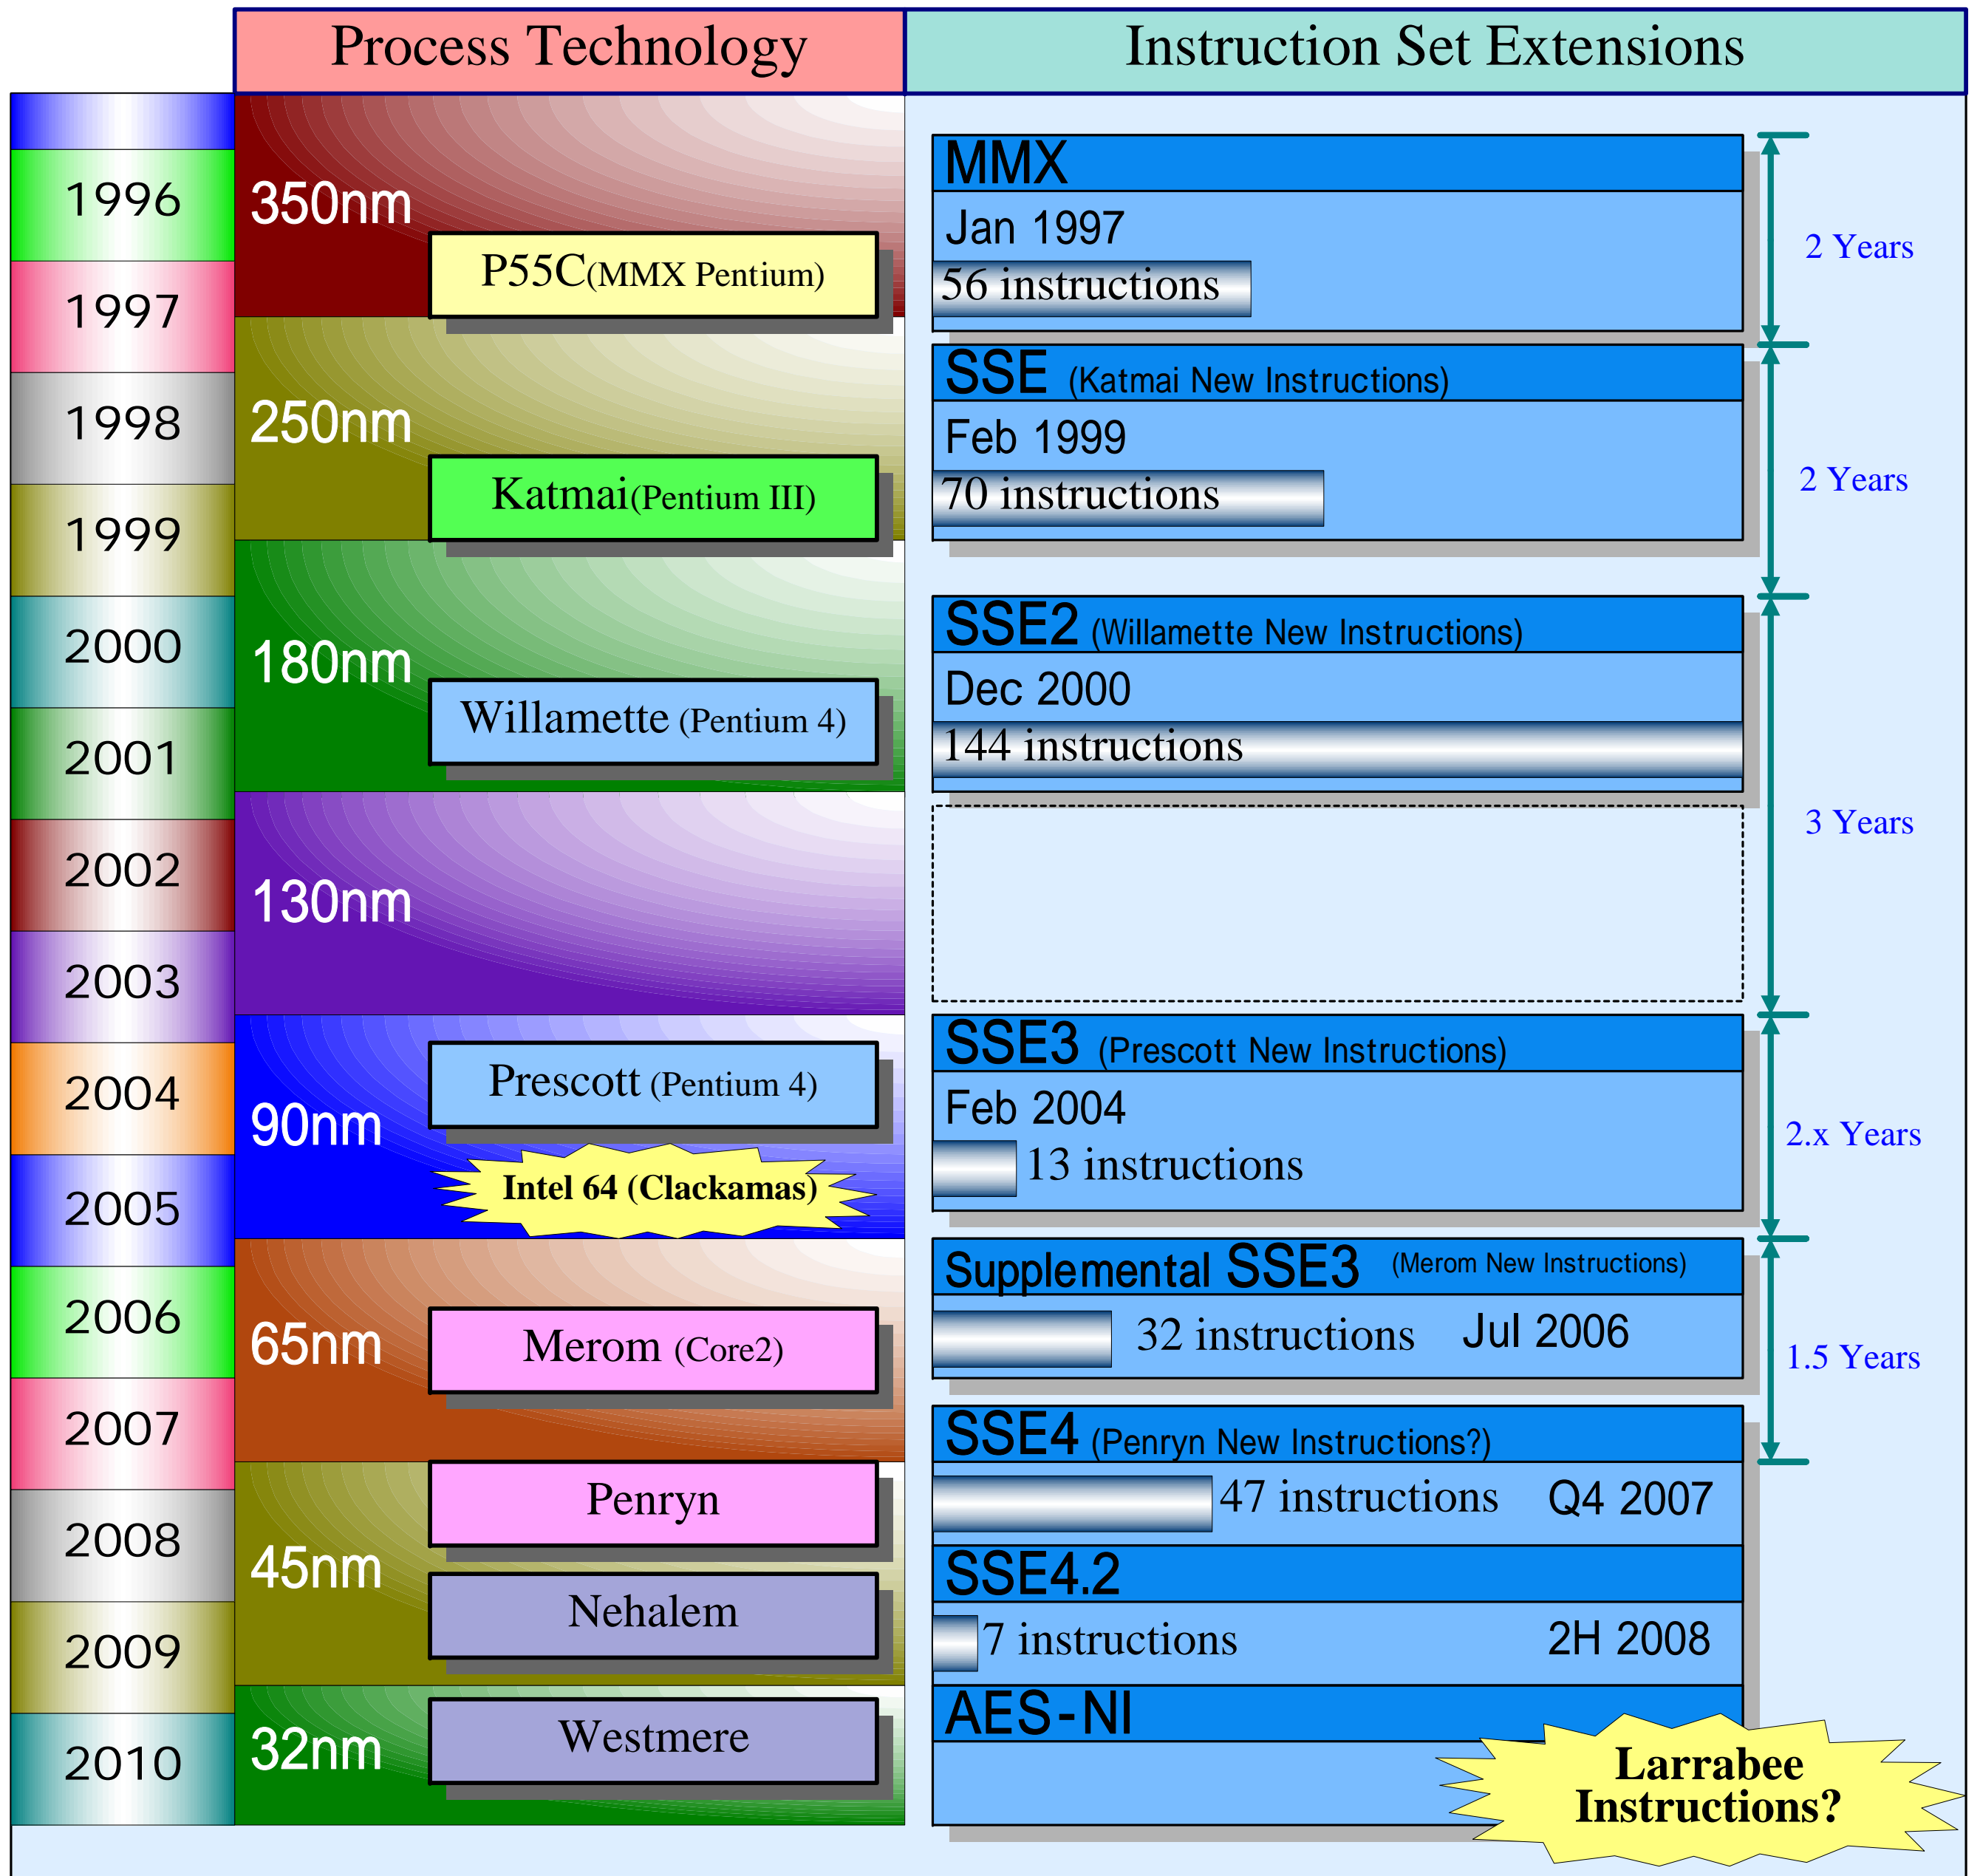 Process Technology
Instruction Set Extensions
1996
1997
1998
1999
2000
2001
2002
2003
2004
2005
2006
2007
2008
2009
2010
350nm
P55C(MMX Pentium)
250nm
Katmai(Pentium III)
180nm
Willamette (Pentium 4)
130nm
90nm
Prescott (Pentium 4)
Intel 64 (Clackamas)
65nm
Merom (Core2)
45nm
Penryn
Nehalem
32nm
Westmere
MMX
Jan 1997
56 instructions
2 Years
SSE (Katmai New Instructions)
Feb 1999
70 instructions
2 Years
SSE2 (Willamette New Instructions)
Dec 2000
144 instructions
3 Years
SSE3 (Prescott New Instructions)
Feb 2004
13 instructions
2.x Years
Supplemental SSE3 (Merom New Instructions)
32 instructions Jul 2006
1.5 Years
SSE4 (Penryn New Instructions?)
47 instructions Q4 2007
SSE4.2
7 instructions 2H 2008
AES-NI
Larrabee
Instructions?